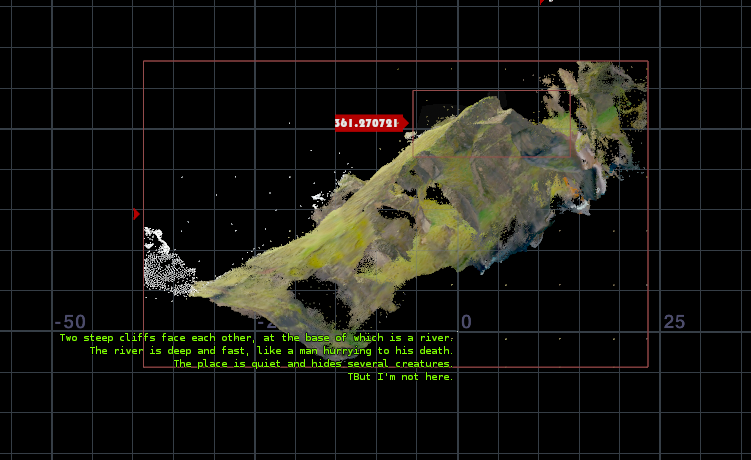 361.270721
-50
0
25
Two steep cliffs face each other, at the base of which is a river.
The river is deep and fast, like a man hurrying to his death.
The place is quiet and hides several creatures.
TBut I'm not here.